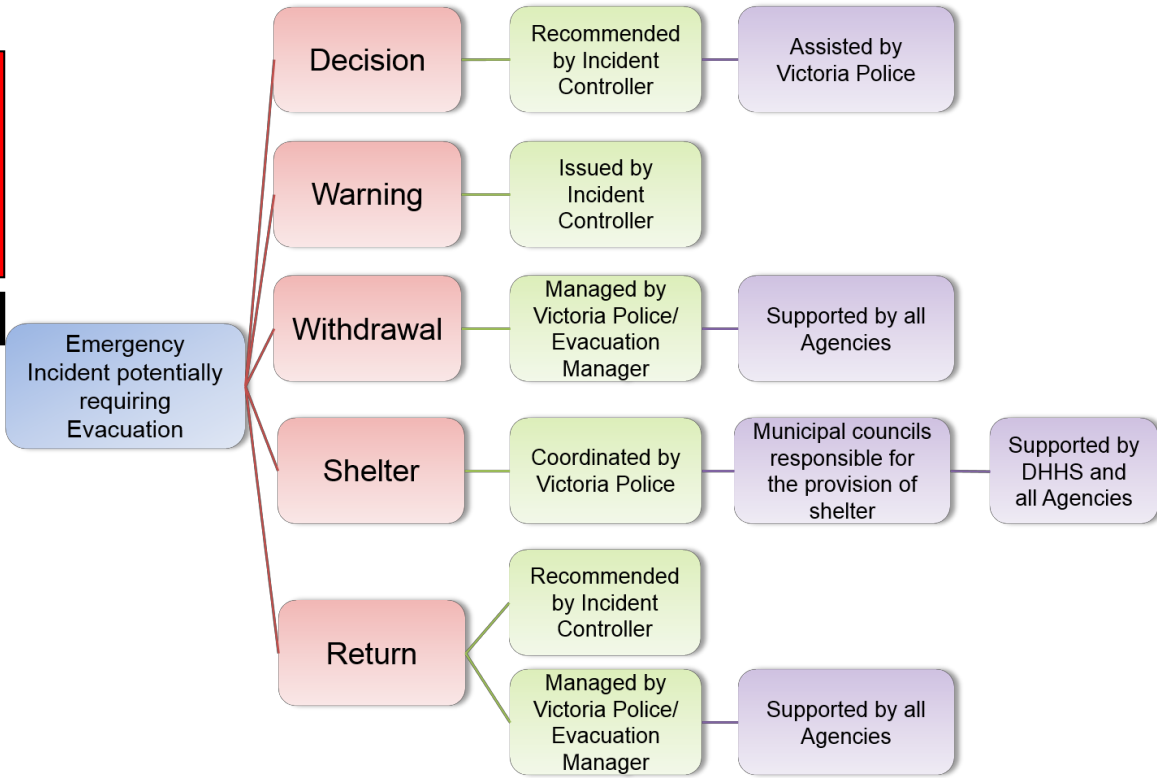 Emergency
Incident potentially
requiring
Evacuation
Decision
Recommended
by Incident
Controller
Assisted by
Victoria Police
Warning
Issued by
Incident
Controller
Withdrawal
Managed by
Victoria Police/
Evacuation
Manager
Supported by all
Agencies
Shelter
Coordinated by
Victoria Police
Municipal councils
responsible for
the provision of
shelter
Supported by
DHHS and
all Agencies
Return
Recommended
by Incident
Controller
Managed by
Victoria Police/
Evacuation
Manager
Supported by all
Agencies